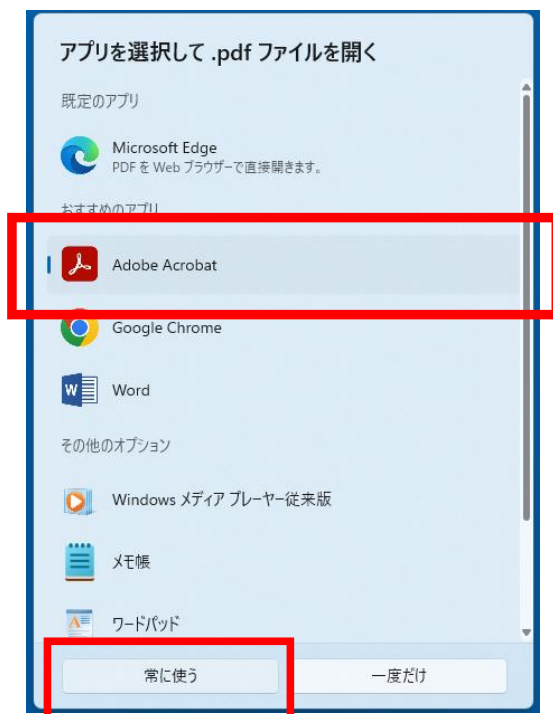 アプリを選択して .pdf ファイルを開く
既定のアプリ
Microsoft Edge
PDF を Web ブラウザーで直接開きます。
おすすめのアプリ
Adobe Acrobat
Google Chrome
Word
その他のオプション
Windows メディア プレーヤー従来版
メモ帳
ワードパッド
常に使う
一度だけ